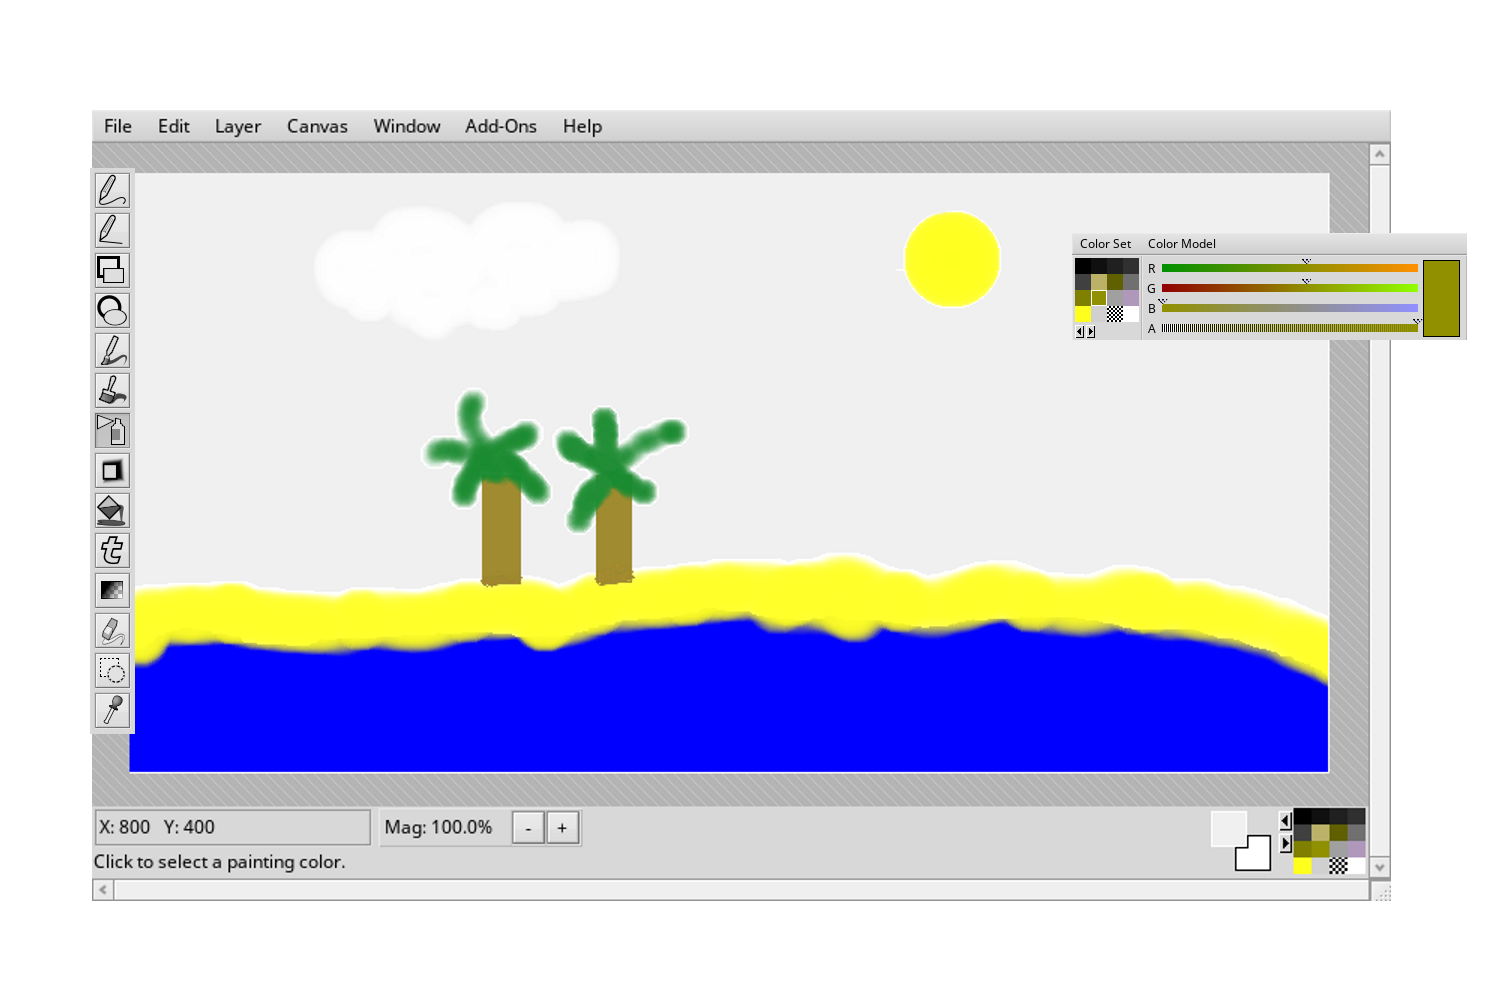 File Edit Layer Canvas Window Add-Ons Help
Color Set Color Model
R
G
B
A
t
X: 800 Y: 400 Mag: 100.0% - +
Click to select a painting color.